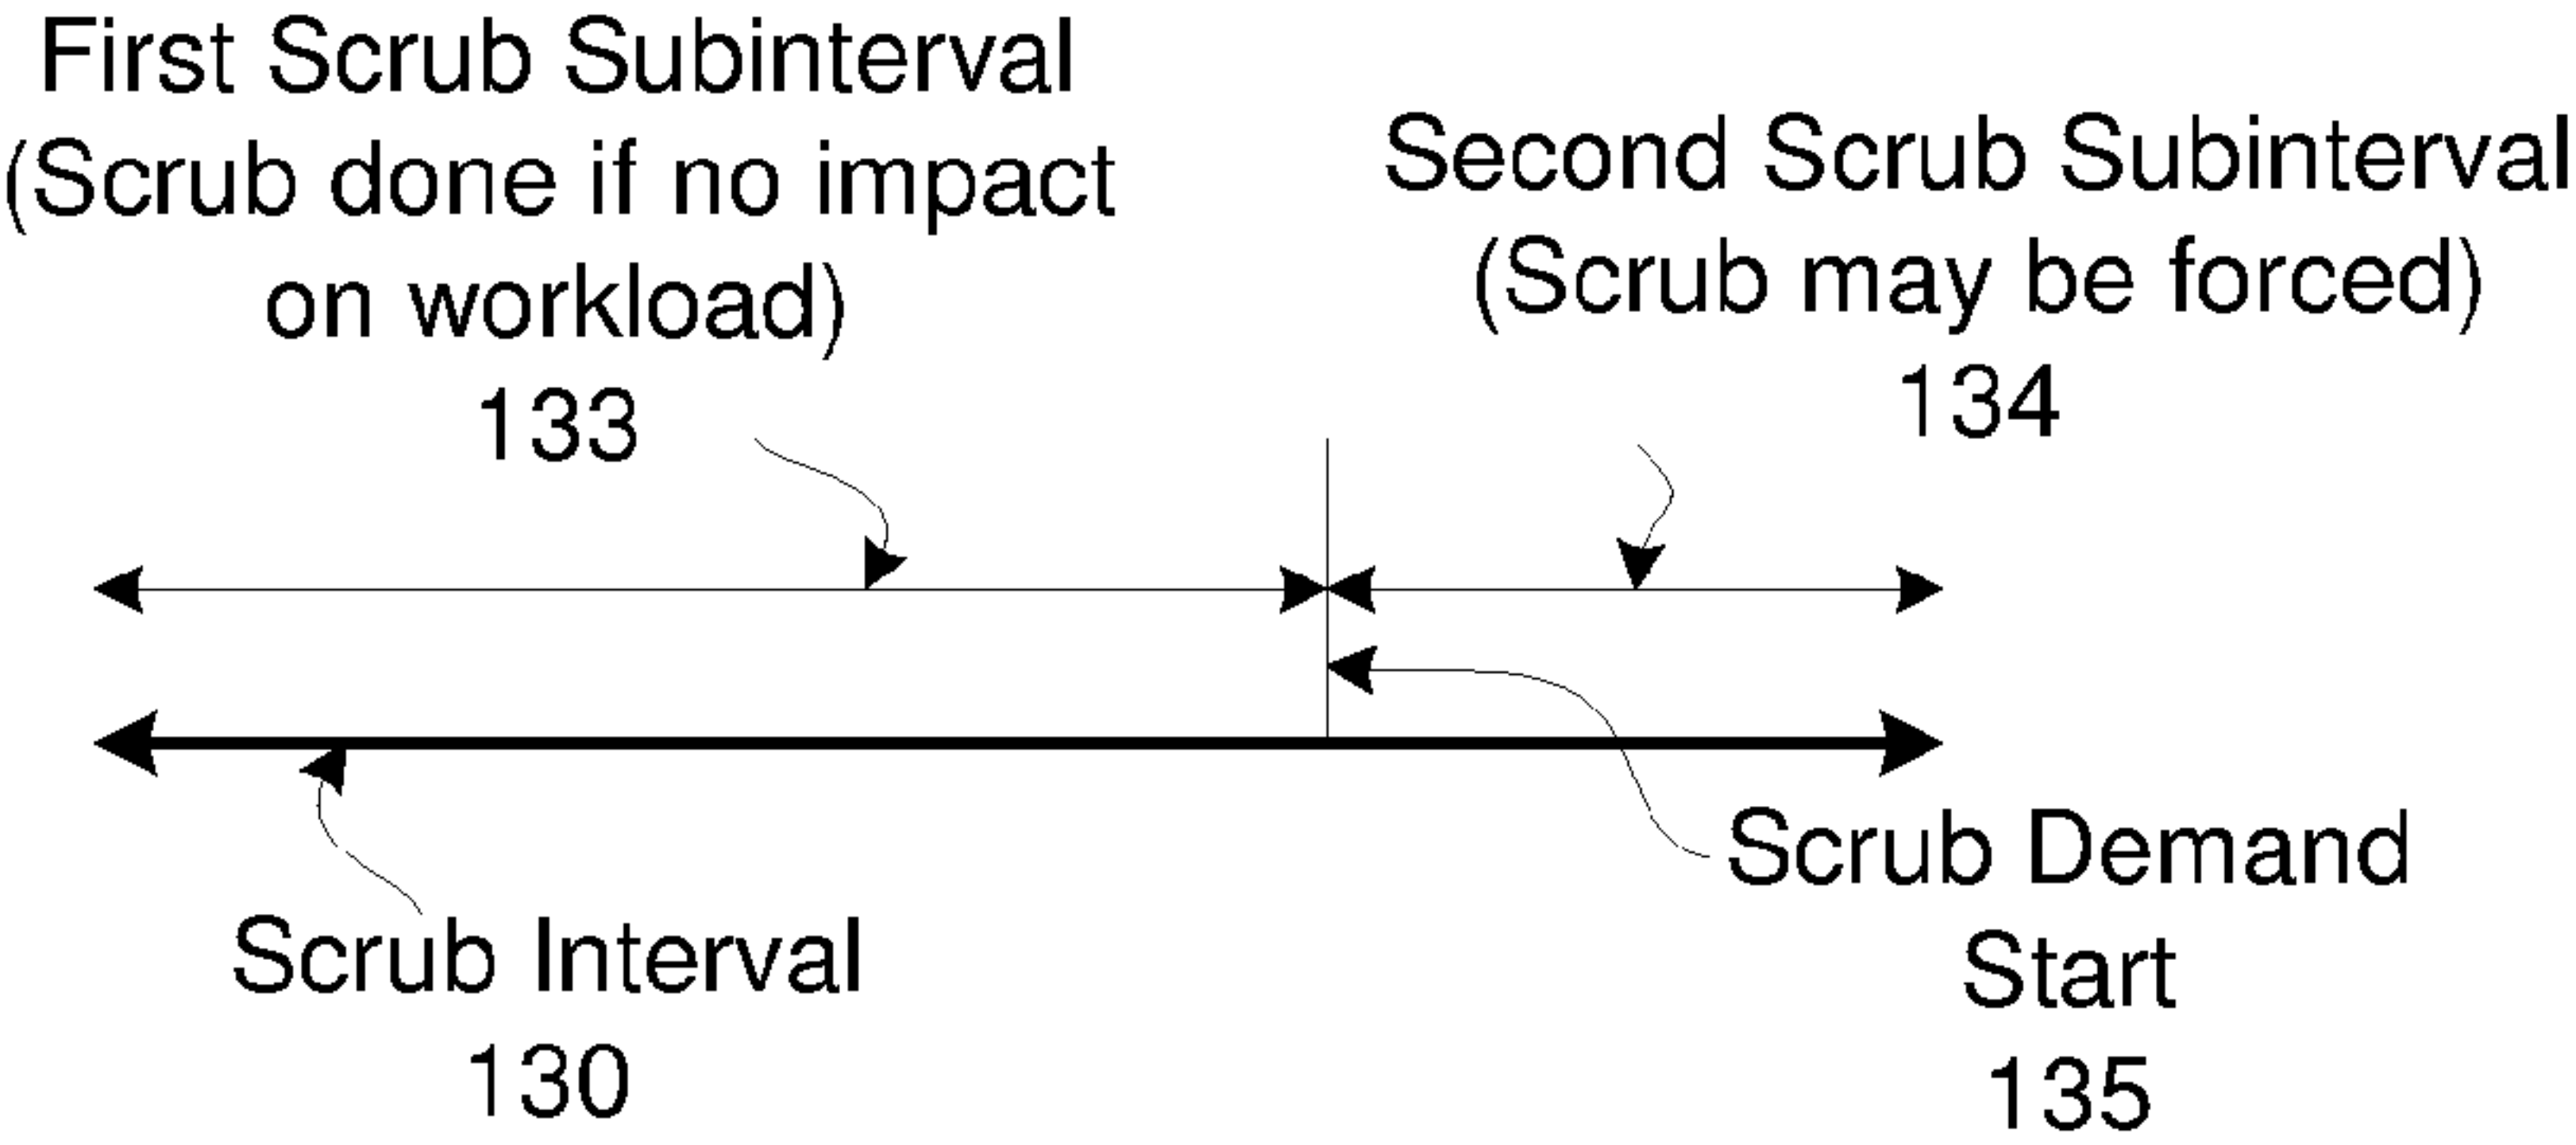 First Scrub Subinterval
(Scrub done if no impact
on workload)
133
Second Scrub Subinterval
(Scrub may be forced)
134
Scrub Interval
130
Scrub Demand
Start
135